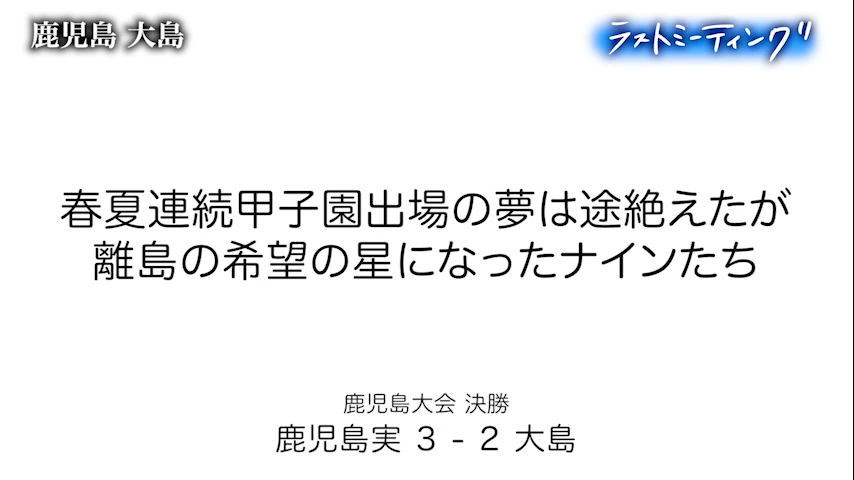 鹿児島 大島
ラストミーティング
春夏連続甲子園出場の夢は途絶えたが
離島の希望の星になったナインたち
鹿児島大会 決勝
鹿児島実 3 - 2 大島